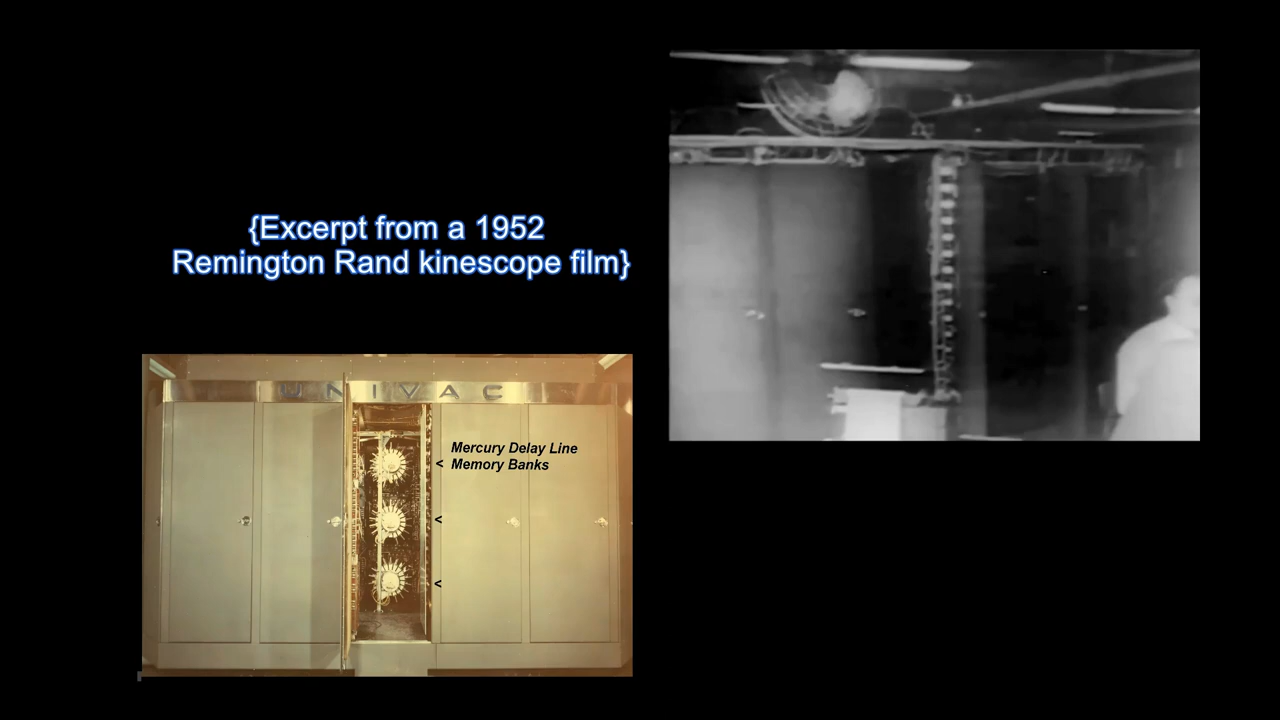 {Excerpt from a 1952
Remington Rand kinescope film}
UNIVAC
Mercury Delay Line
< Memory Banks
<
<